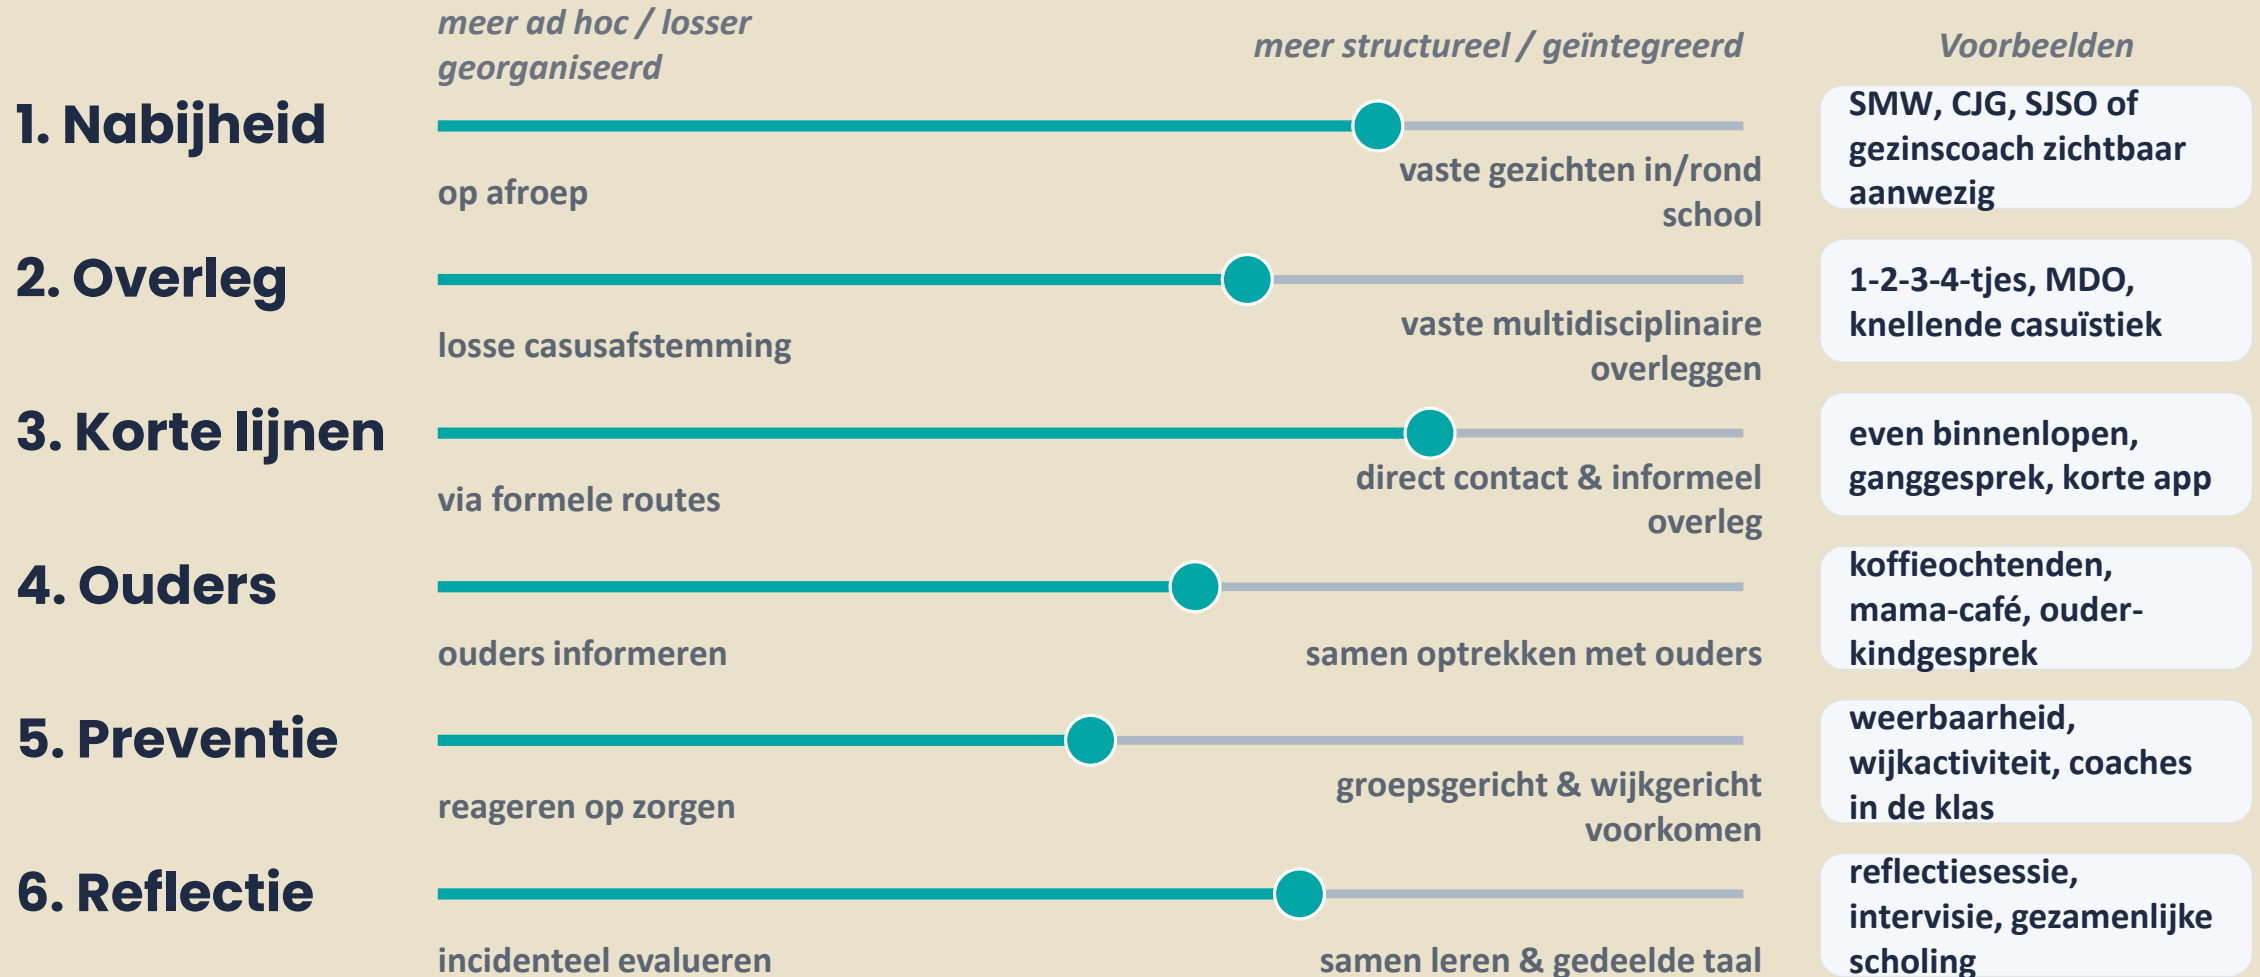 meer ad hoc / losser
georganiseerd
meer structureel / geïntegreerd
Voorbeelden
1. Nabijheid
op afroep
vaste gezichten in/rond
school
SMW, CJG, SJSO of
gezinscoach zichtbaar
aanwezig
2. Overleg
losse casusafstemming
vaste multidisciplinaire
overleggen
1-2-3-4-tjes, MDO,
knellende casuïstiek
3. Korte lijnen
via formele routes
direct contact & informeel
overleg
even binnenlopen,
ganggesprek, korte app
4. Ouders
ouders informeren
samen optrekken met ouders
koffieochtenden,
mama-café, ouder-
kindgesprek
5. Preventie
reageren op zorgen
groepsgericht & wijkgericht
voorkomen
weerbaarheid,
wijkactiviteit, coaches
in de klas
6. Reflectie
incidenteel evalueren
samen leren & gedeelde taal
reflectiesessie,
intervisie, gezamenlijke
scholing